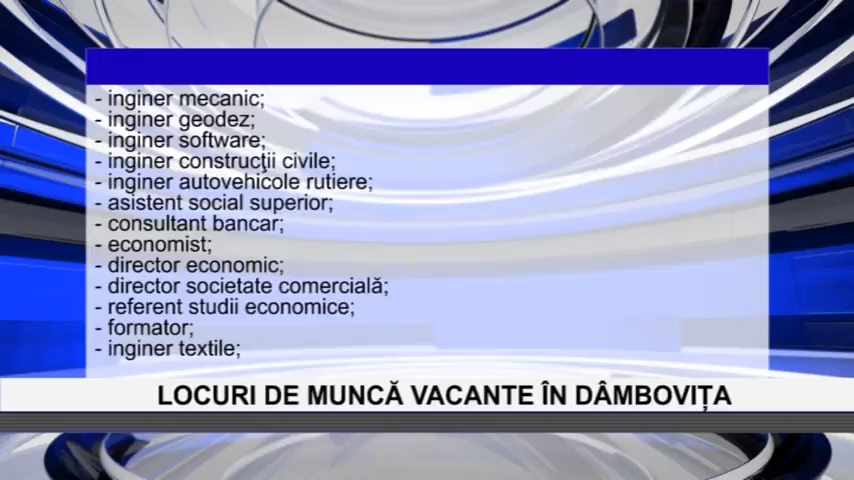 - inginer mecanic;
- inginer geodez;
- inginer software;
- inginer construcţii civile;
- inginer autovehicole rutiere;
- asistent social superior;
- consultant bancar;
- economist;
- director economic;
- director societate comercială;
- referent studii economice;
- formator;
- inginer textile;
LOCURI DE MUNCĂ VACANTE ÎN DÂMBOVIȚA